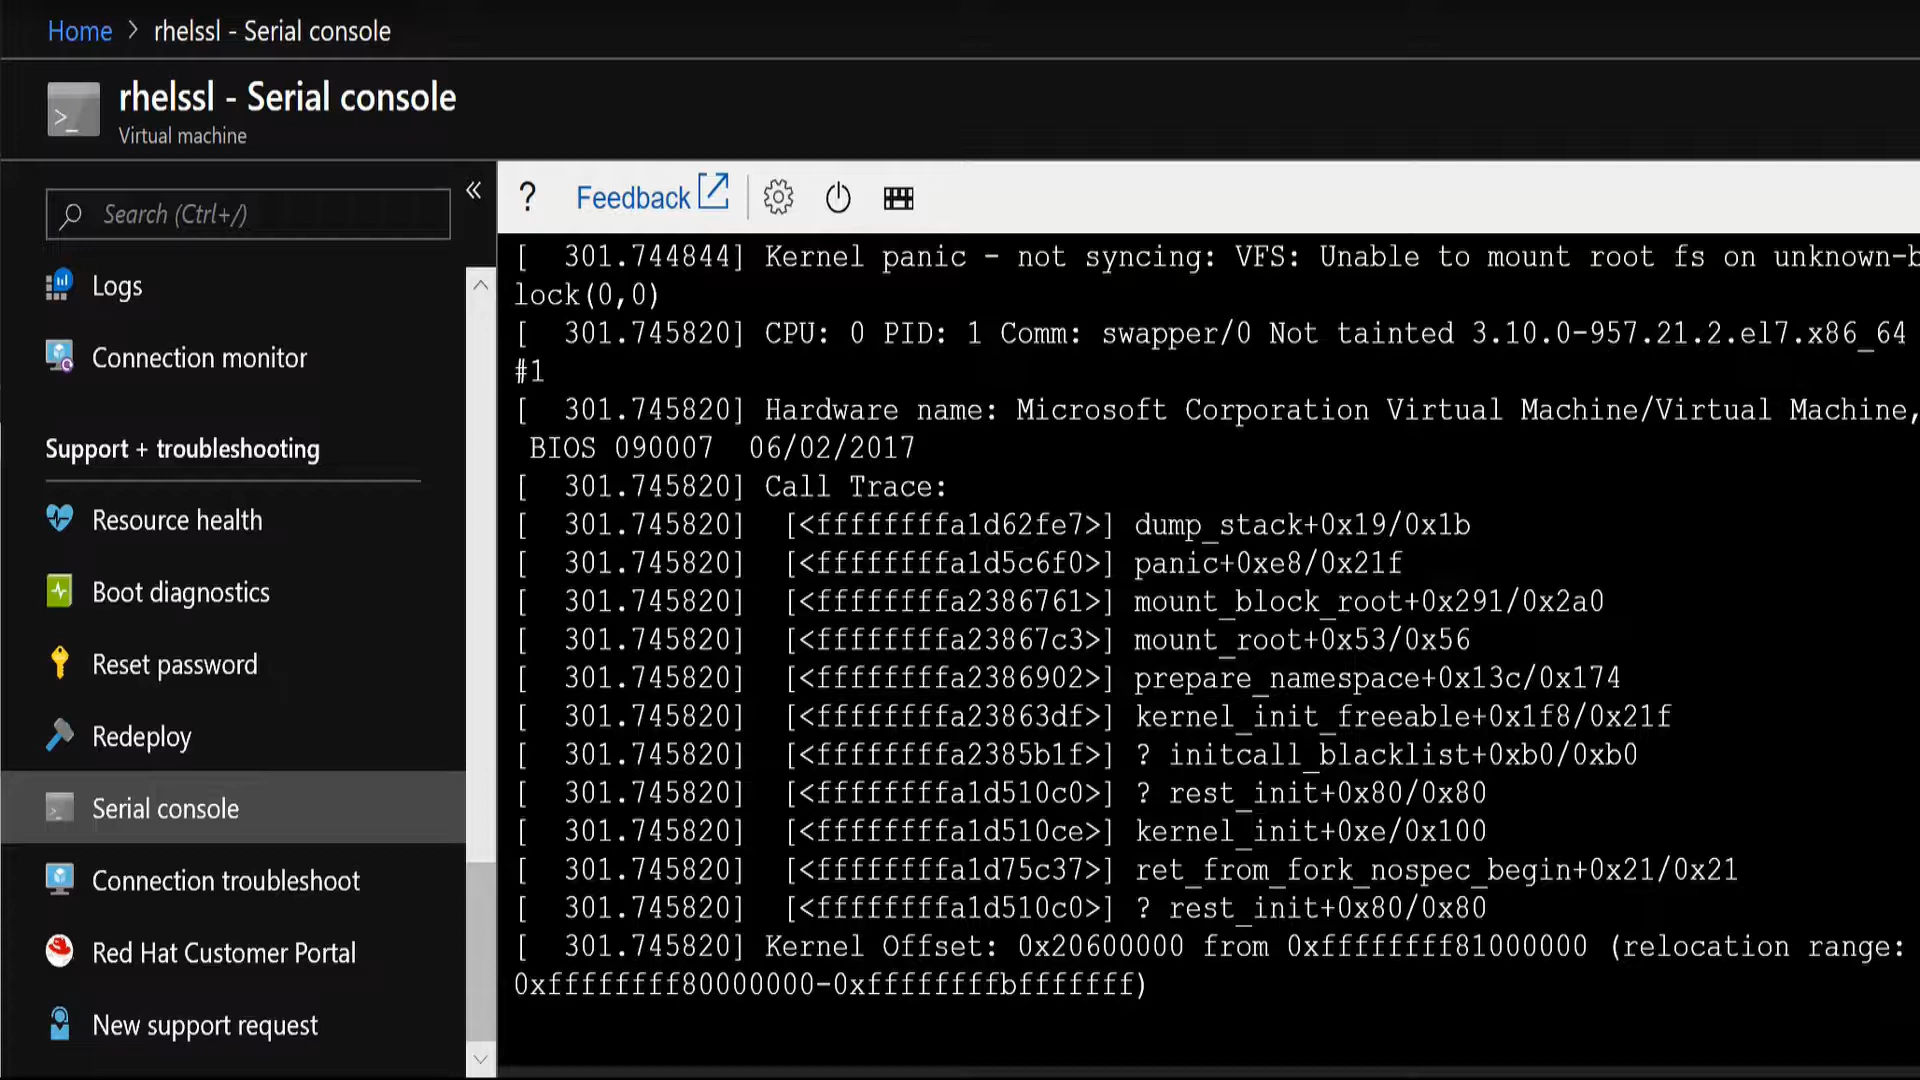 Home > rhelssl - Serial console
rhelssl - Serial console
Virtual machine
Search (Ctrl+/)
«
Logs
Connection monitor
Support + troubleshooting
Resource health
Boot diagnostics
Reset password
Redeploy
Serial console
Connection troubleshoot
Red Hat Customer Portal
New support request
? Feedback
[  301.744844] Kernel panic - not syncing: VFS: Unable to mount root fs on unknown-b
lock(0,0)
[  301.745820] CPU: 0 PID: 1 Comm: swapper/0 Not tainted 3.10.0-957.21.2.el7.x86_64
#1
[  301.745820] Hardware name: Microsoft Corporation Virtual Machine/Virtual Machine,
BIOS 090007  06/02/2017
[  301.745820] Call Trace:
[  301.745820]  [<ffffffffa1d62fe7>] dump_stack+0x19/0x1b
[  301.745820]  [<ffffffffa1d5c6f0>] panic+0xe8/0x21f
[  301.745820]  [<ffffffffa2386761>] mount_block_root+0x291/0x2a0
[  301.745820]  [<ffffffffa23867c3>] mount_root+0x53/0x56
[  301.745820]  [<ffffffffa2386902>] prepare_namespace+0x13c/0x174
[  301.745820]  [<ffffffffa23863df>] kernel_init_freeable+0x1f8/0x21f
[  301.745820]  [<ffffffffa2385b1f>] ? initcall_blacklist+0xb0/0xb0
[  301.745820]  [<ffffffffa1d510c0>] ? rest_init+0x80/0x80
[  301.745820]  [<ffffffffa1d510ce>] kernel_init+0xe/0x100
[  301.745820]  [<ffffffffa1d75c37>] ret_from_fork_nospec_begin+0x21/0x21
[  301.745820]  [<ffffffffa1d510c0>] ? rest_init+0x80/0x80
[  301.745820] Kernel Offset: 0x20600000 from 0xffffffff81000000 (relocation range:
0xffffffff80000000-0xffffffffbfffffff)